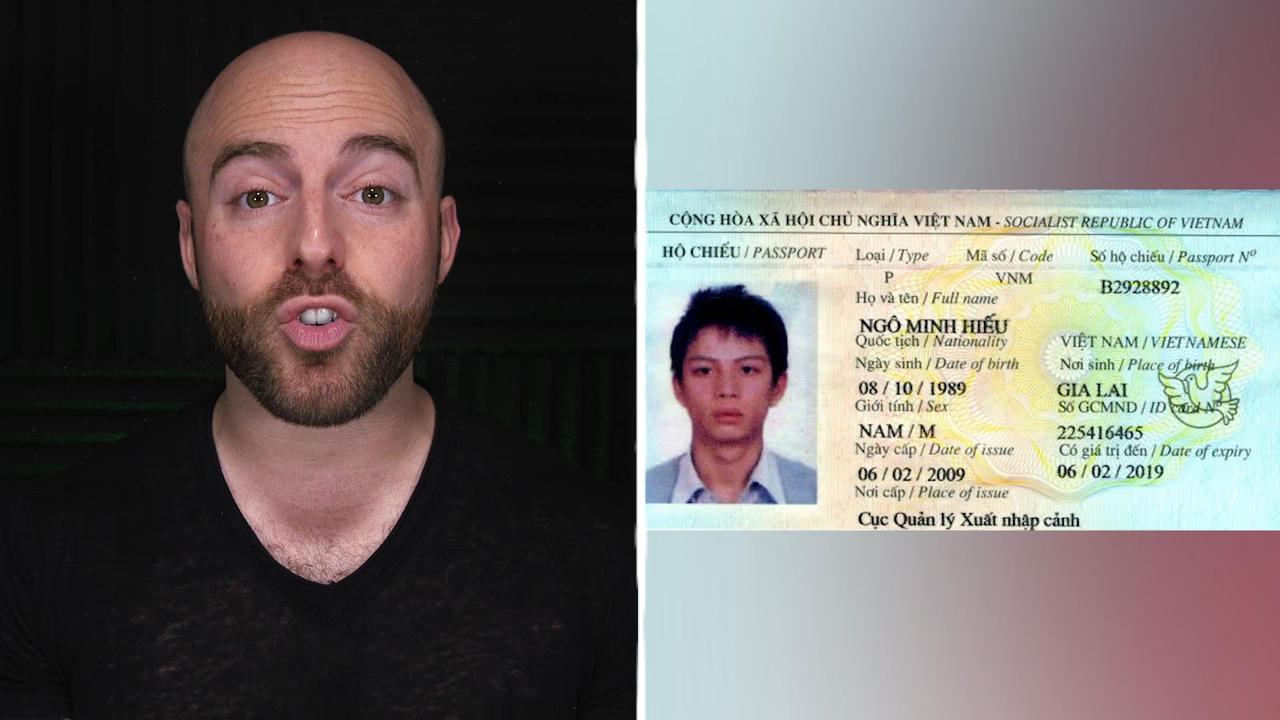 CỘNG HÒA XÃ HỘI CHỦ NGHĨA VIỆT NAM - SOCIALIST REPUBLIC OF VIETNAM
HỘ CHIẾU / PASSPORT Loại / Type Mã số / Code Số hộ chiếu / Passport Nº
P VNM B2928892
Họ và tên / Full name
NGÔ MINH HIẾU
Quốc tịch / Nationality VIỆT NAM / VIETNAMESE
Ngày sinh / Date of birth Nơi sinh / Place of birth
08 / 10 / 1989 GIA LAI
Giới tính / Sex Số GCMND / ID card Nº
NAM / M 225416465
Ngày cấp / Date of issue Có giá trị đến / Date of expiry
06 / 02 / 2009 06 / 02 / 2019
Nơi cấp / Place of issue
Cục Quản lý Xuất nhập cảnh